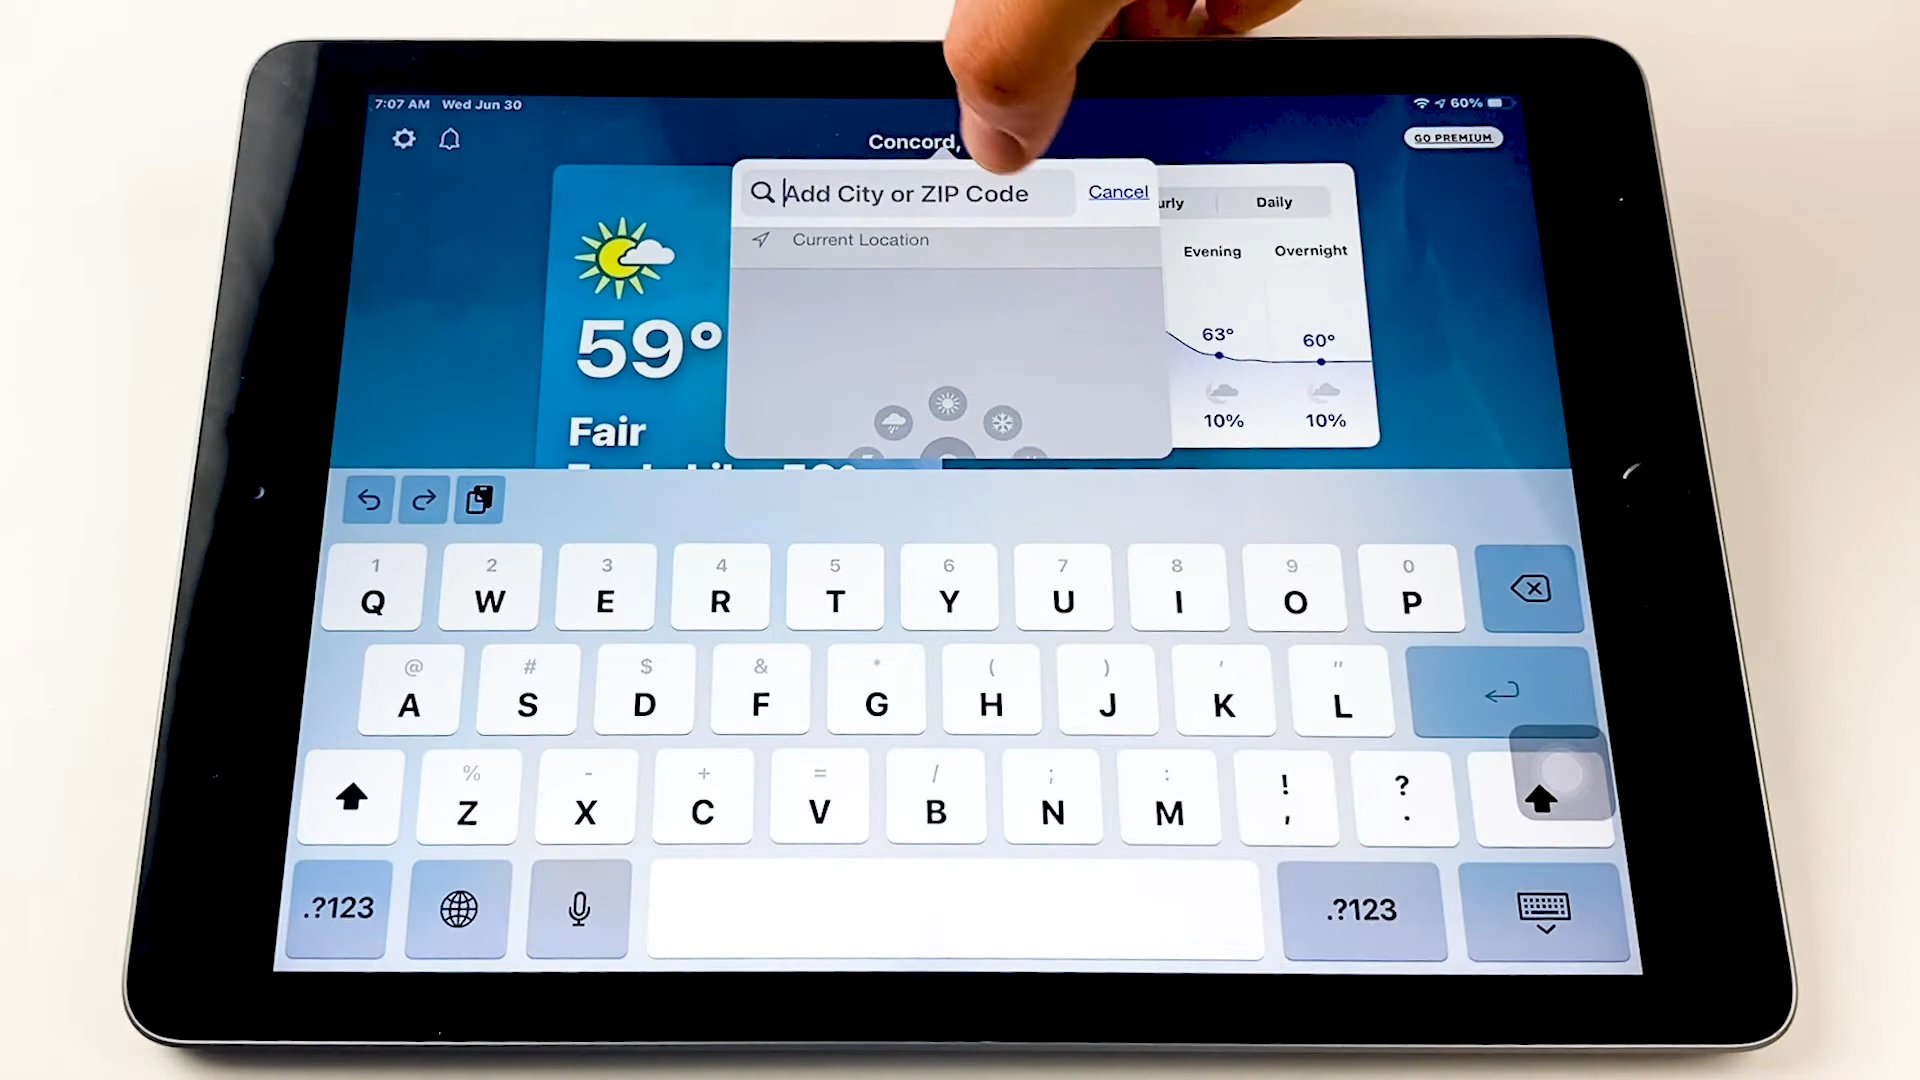 7:07 AM Wed Jun 30
60%
Concord,
GO PREMIUM
Add City or ZIP Code
Cancel
Current Location
Daily
Evening
Overnight
59°
63°
60°
Fair
10%
10%
1 2 3 4 5 6 7 8 9 0
Q W E R T Y U I O P
@ # $ & * ( ) ' "
A S D F G H J K L
% - + = / ; : ! ?
Z X C V B N M , .
.?123
.?123